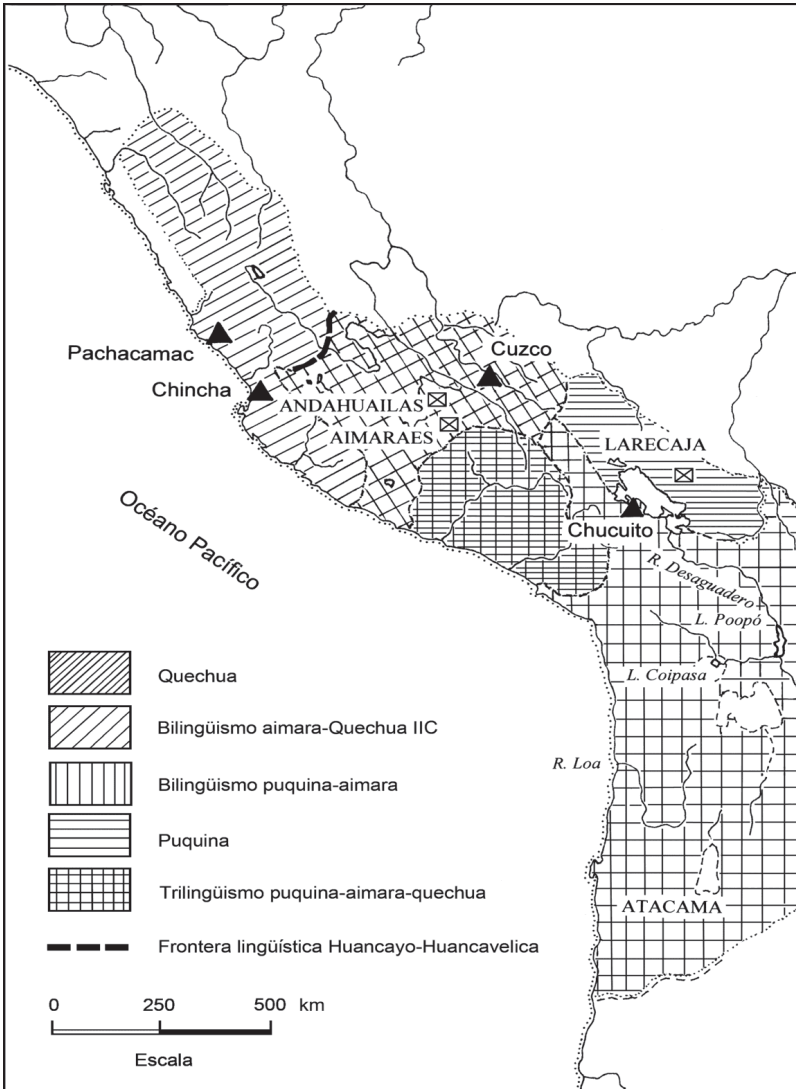 Pachacamac
Chincha
Cuzco
ANDAHUAILAS
AIMARAES
LARECAJA
Chucuito
Océano Pacífico
R. Desaguadero
L. Poopó
L. Coipasa
R. Loa
ATACAMA
Quechua
Bilingüismo aimara-Quechua IIC
Bilingüismo puquina-aimara
Puquina
Trilingüismo puquina-aimara-quechua
Frontera lingüística Huancayo-Huancavelica
0 250 500 km
Escala